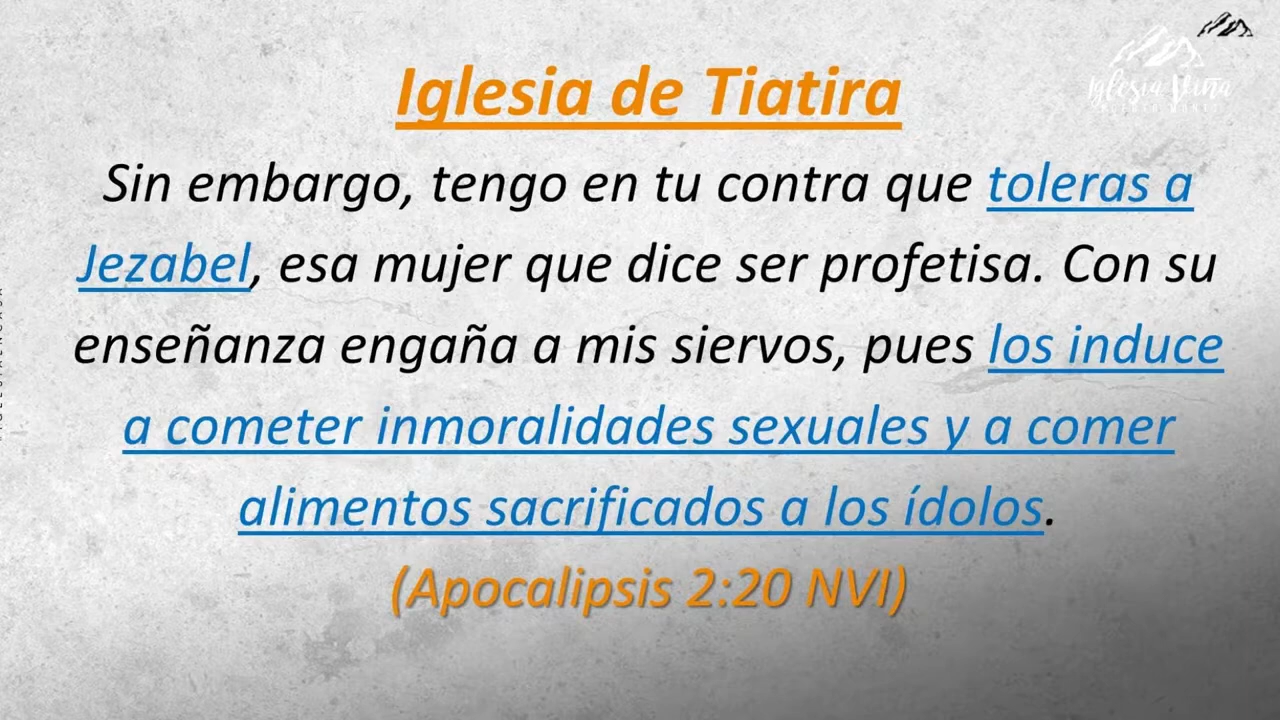 Iglesia Viña
Iglesia de Tiatira
Sin embargo, tengo en tu contra que toleras a
Jezabel, esa mujer que dice ser profetisa. Con su
enseñanza engaña a mis siervos, pues los induce
a cometer inmoralidades sexuales y a comer
alimentos sacrificados a los ídolos.
(Apocalipsis 2:20 NVI)